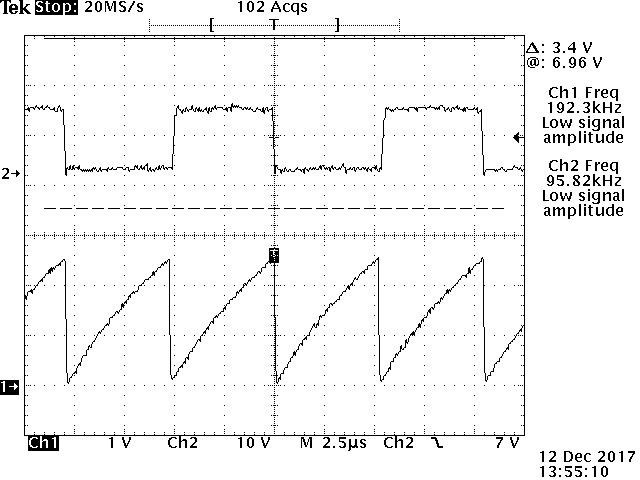 Tek Stop: 20MS/s 102 Acqs
[ T ]
Δ: 3.4 V
@: 6.96 V
Ch1 Freq
192.3kHz
Low signal
amplitude
Ch2 Freq
95.82kHz
Low signal
amplitude
2→
1→
Ch1 1 V Ch2 10 V M 2.5µs Ch2 7 V
12 Dec 2017
13:55:10